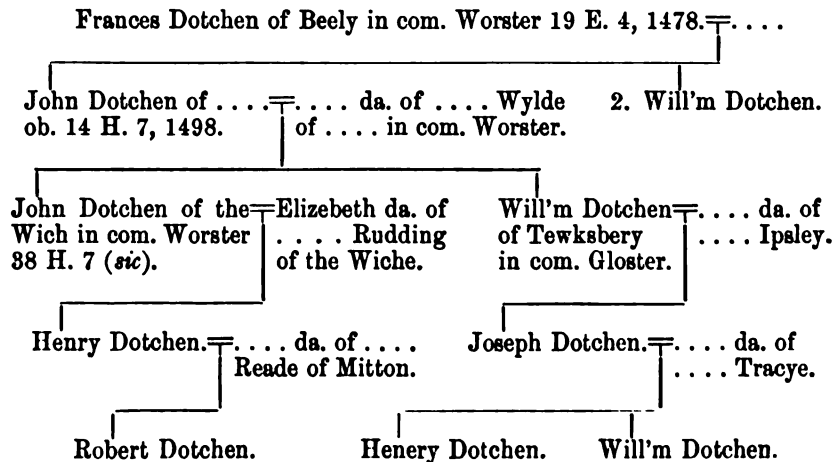 Frances Dotchen of Beely in com. Worster 19 E. 4, 1478.=. . . .
John Dotchen of . . . .=. . . . da. of . . . . Wylde 2. Will'm Dotchen.
ob. 14 H. 7, 1498. of . . . . in com. Worster.
John Dotchen of the=Elizebeth da. of Will'm Dotchen=. . . . da. of
Wich in com. Worster . . . . Rudding of Tewksbery . . . . Ipsley.
38 H. 7 (sic). of the Wiche. in com. Gloster.
Henry Dotchen.=. . . . da. of . . . . Joseph Dotchen.=. . . . da. of
Reade of Mitton. . . . . Tracye.
Robert Dotchen. Henery Dotchen. Will'm Dotchen.